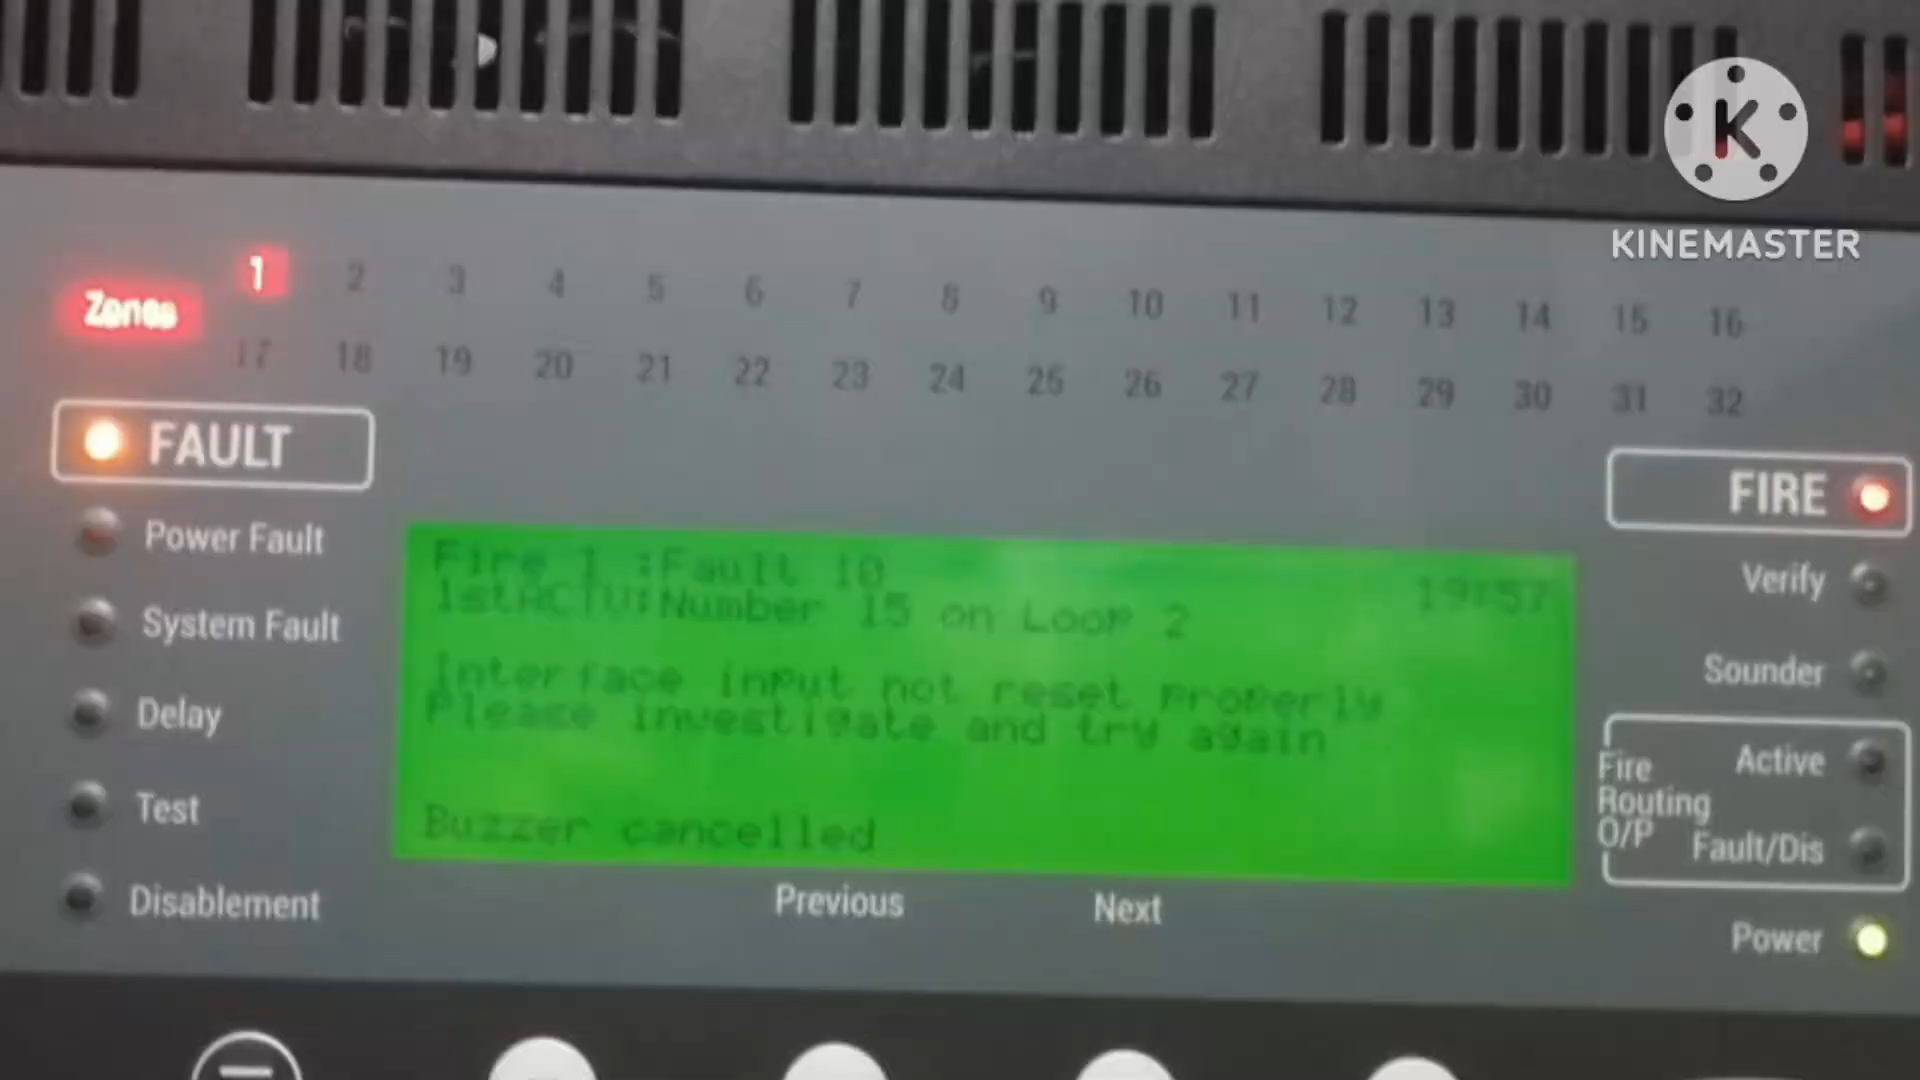 K
KINEMASTER
Zones
1 2 3 4 5 6 7 8 9 10 11 12 13 14 15 16
17 18 19 20 21 22 23 24 25 26 27 28 29 30 31 32
FAULT
Power Fault
System Fault
Delay
Test
Disablement
Fire 1 :Fault 10
19:57
1stACTV:Number 15 on Loop 2
Interface input not reset properly
Please investigate and try again
Buzzer cancelled
Previous
Next
FIRE
Verify
Sounder
Fire
Routing
O/P
Active
Fault/Dis
Power